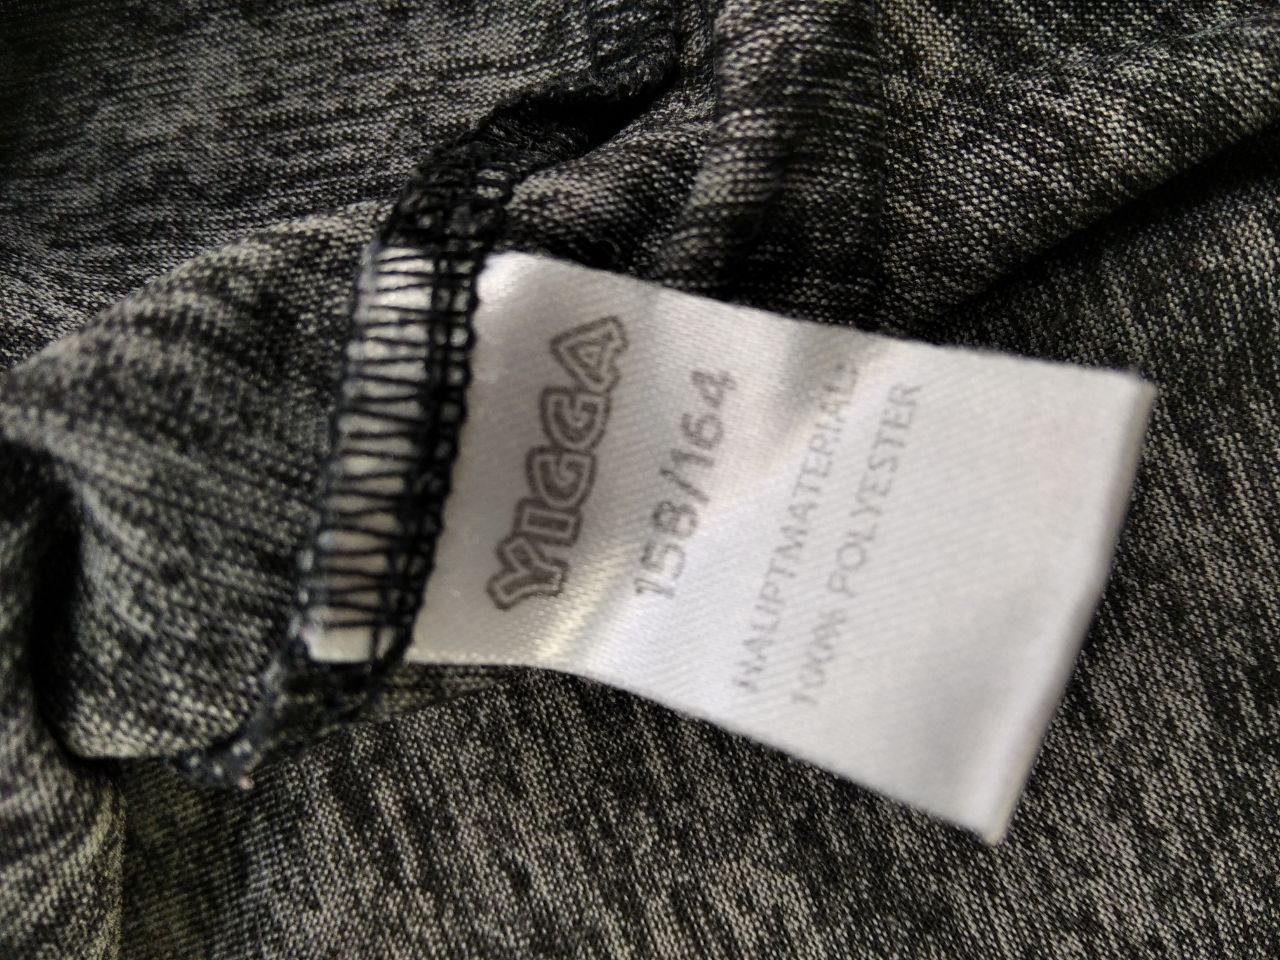 YIGGA
158/164
HAUPTMATERIAL:
100% POLYESTER